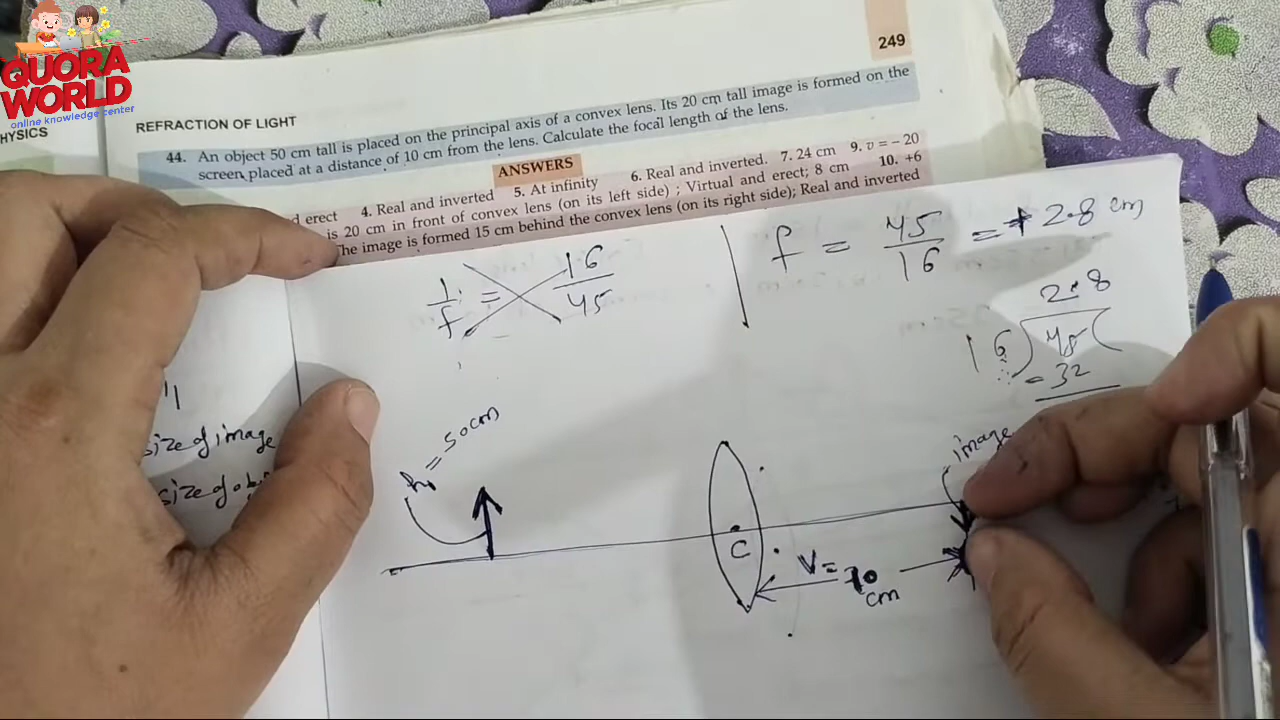 QUORA
WORLD
online knowledge center
HYSICS
249
REFRACTION OF LIGHT
44. An object 50 cm tall is placed on the principal axis of a convex lens. Its 20 cm tall image is formed on the
screen placed at a distance of 10 cm from the lens. Calculate the focal length of the lens.
ANSWERS
d erect 4. Real and inverted 5. At infinity 6. Real and inverted. 7. 24 cm 9. v = – 20
is 20 cm in front of convex lens (on its left side) ; Virtual and erect; 8 cm 10. +6
The image is formed 15 cm behind the convex lens (on its right side); Real and inverted
1/f = 16/45
f = 45/16 = +2.8 cm
2.8
16) 45 (
= 32
size of image
size of
h = 50cm
image
C
V = 10
cm